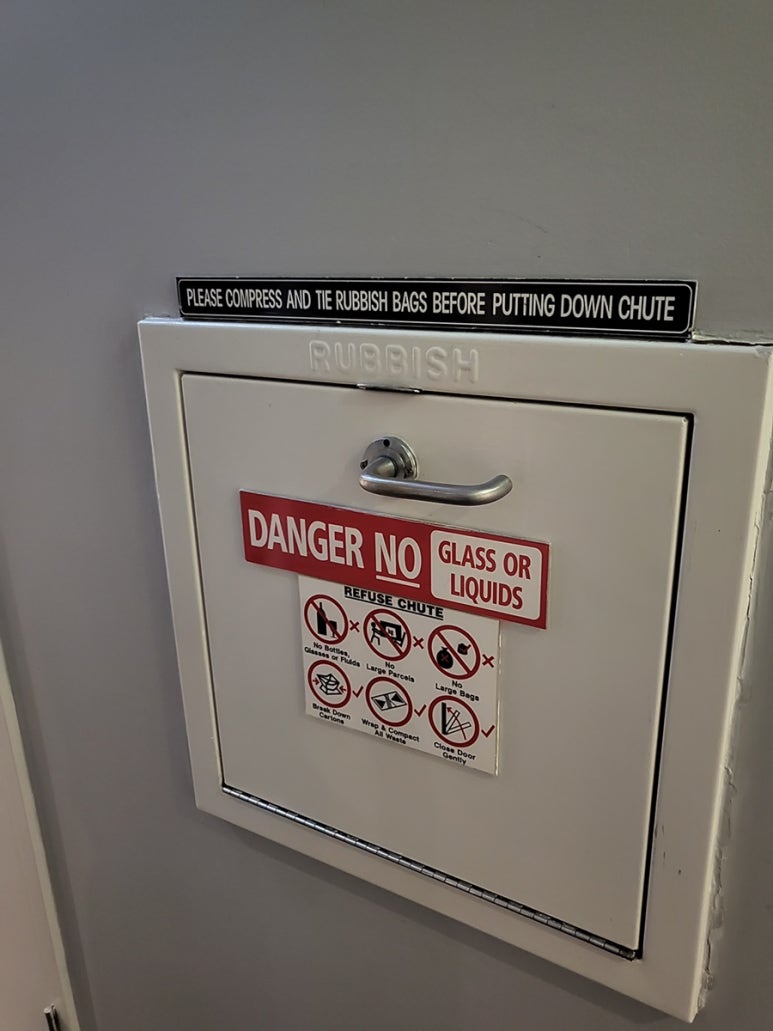 PLEASE COMPRESS AND TIE RUBBISH BAGS BEFORE PUTTING DOWN CHUTE
RUBBISH
DANGER NO
GLASS OR
LIQUIDS
REFUSE CHUTE
No Bottles,
Glasses or Fluids
No
Large Parcels
No
Large Bags
Break Down
Cartons
Wrap & Compact
All Waste
Close Door
Gently